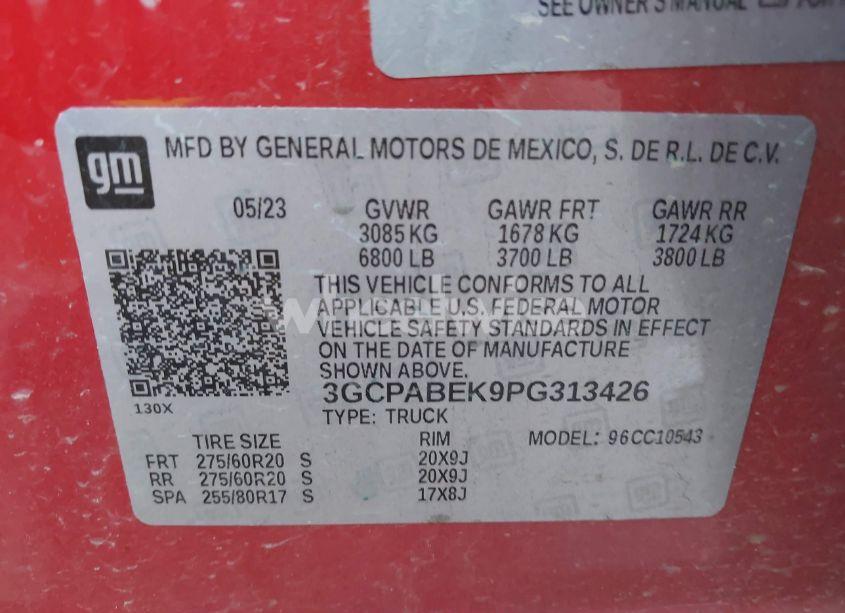 SEE OWNER'S MANUAL
gm
MFD BY GENERAL MOTORS DE MEXICO, S. DE R.L. DE C.V.
05/23 GVWR GAWR FRT GAWR RR
3085 KG 1678 KG 1724 KG
6800 LB 3700 LB 3800 LB
THIS VEHICLE CONFORMS TO ALL
APPLICABLE U.S. FEDERAL MOTOR
VEHICLE SAFETY STANDARDS IN EFFECT
ON THE DATE OF MANUFACTURE
SHOWN ABOVE.
3GCPABEK9PG313426
130X
TYPE: TRUCK
TIRE SIZE RIM MODEL: 96CC10543
FRT 275/60R20 S 20X9J
RR 275/60R20 S 20X9J
SPA 255/80R17 S 17X8J